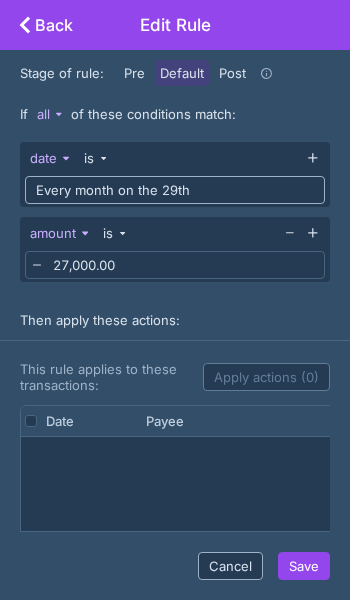 Back
Edit Rule
Stage of rule: Pre Default Post
If all of these conditions match:
date is
Every month on the 29th
amount is
− 27,000.00
Then apply these actions:
This rule applies to these
transactions:
Apply actions (0)
Date Payee
Cancel Save